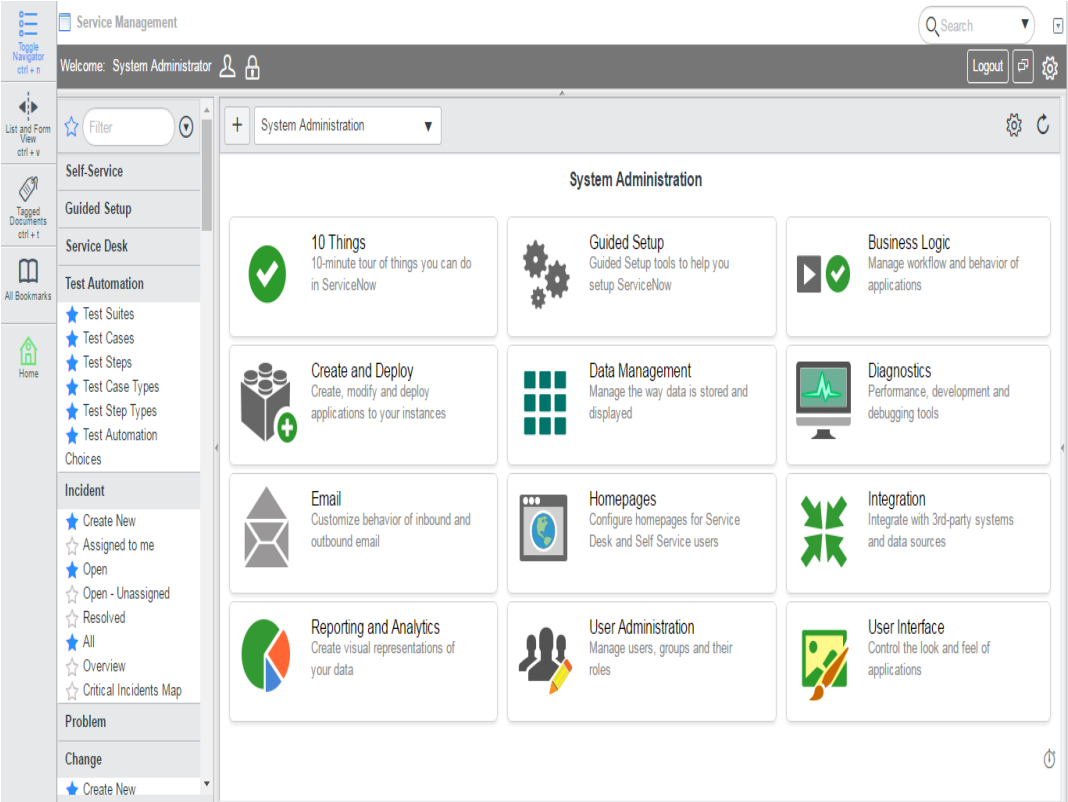 Service Management
Search
Toggle
Navigator
ctrl + n
Welcome: System Administrator
Logout
List and Form
View
ctrl + v
Tagged
Documents
ctrl + t
All Bookmarks
Home
Filter
Self-Service
Guided Setup
Service Desk
Test Automation
Test Suites
Test Cases
Test Steps
Test Case Types
Test Step Types
Test Automation
Choices
Incident
Create New
Assigned to me
Open
Open - Unassigned
Resolved
All
Overview
Critical Incidents Map
Problem
Change
Create New
System Administration
System Administration
10 Things
10-minute tour of things you can do
in ServiceNow
Guided Setup
Guided Setup tools to help you
setup ServiceNow
Business Logic
Manage workflow and behavior of
applications
Create and Deploy
Create, modify and deploy
applications to your instances
Data Management
Manage the way data is stored and
displayed
Diagnostics
Performance, development and
debugging tools
Email
Customize behavior of inbound and
outbound email
Homepages
Configure homepages for Service
Desk and Self Service users
Integration
Integrate with 3rd-party systems
and data sources
Reporting and Analytics
Create visual representations of
your data
User Administration
Manage users, groups and their
roles
User Interface
Control the look and feel of
applications